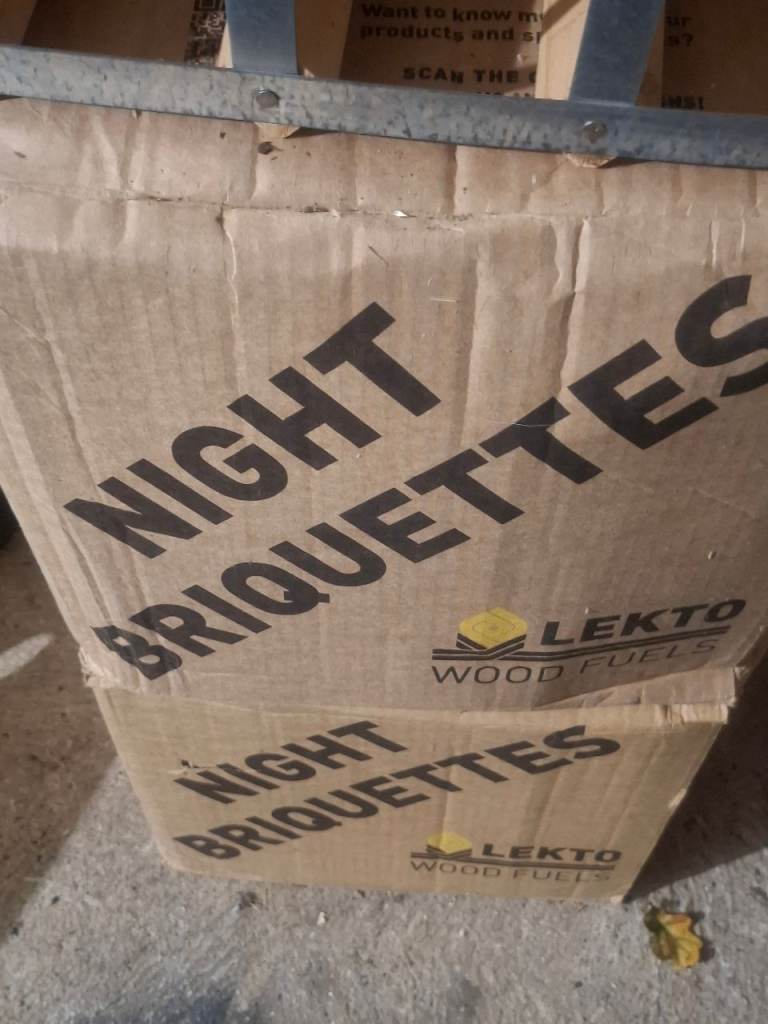 Want to know
products and
SCAN THE
NIGHT
BRIQUETTES
LEKTO
WOOD FUELS
NIGHT
BRIQUETTES
LEKTO
WOOD FUELS